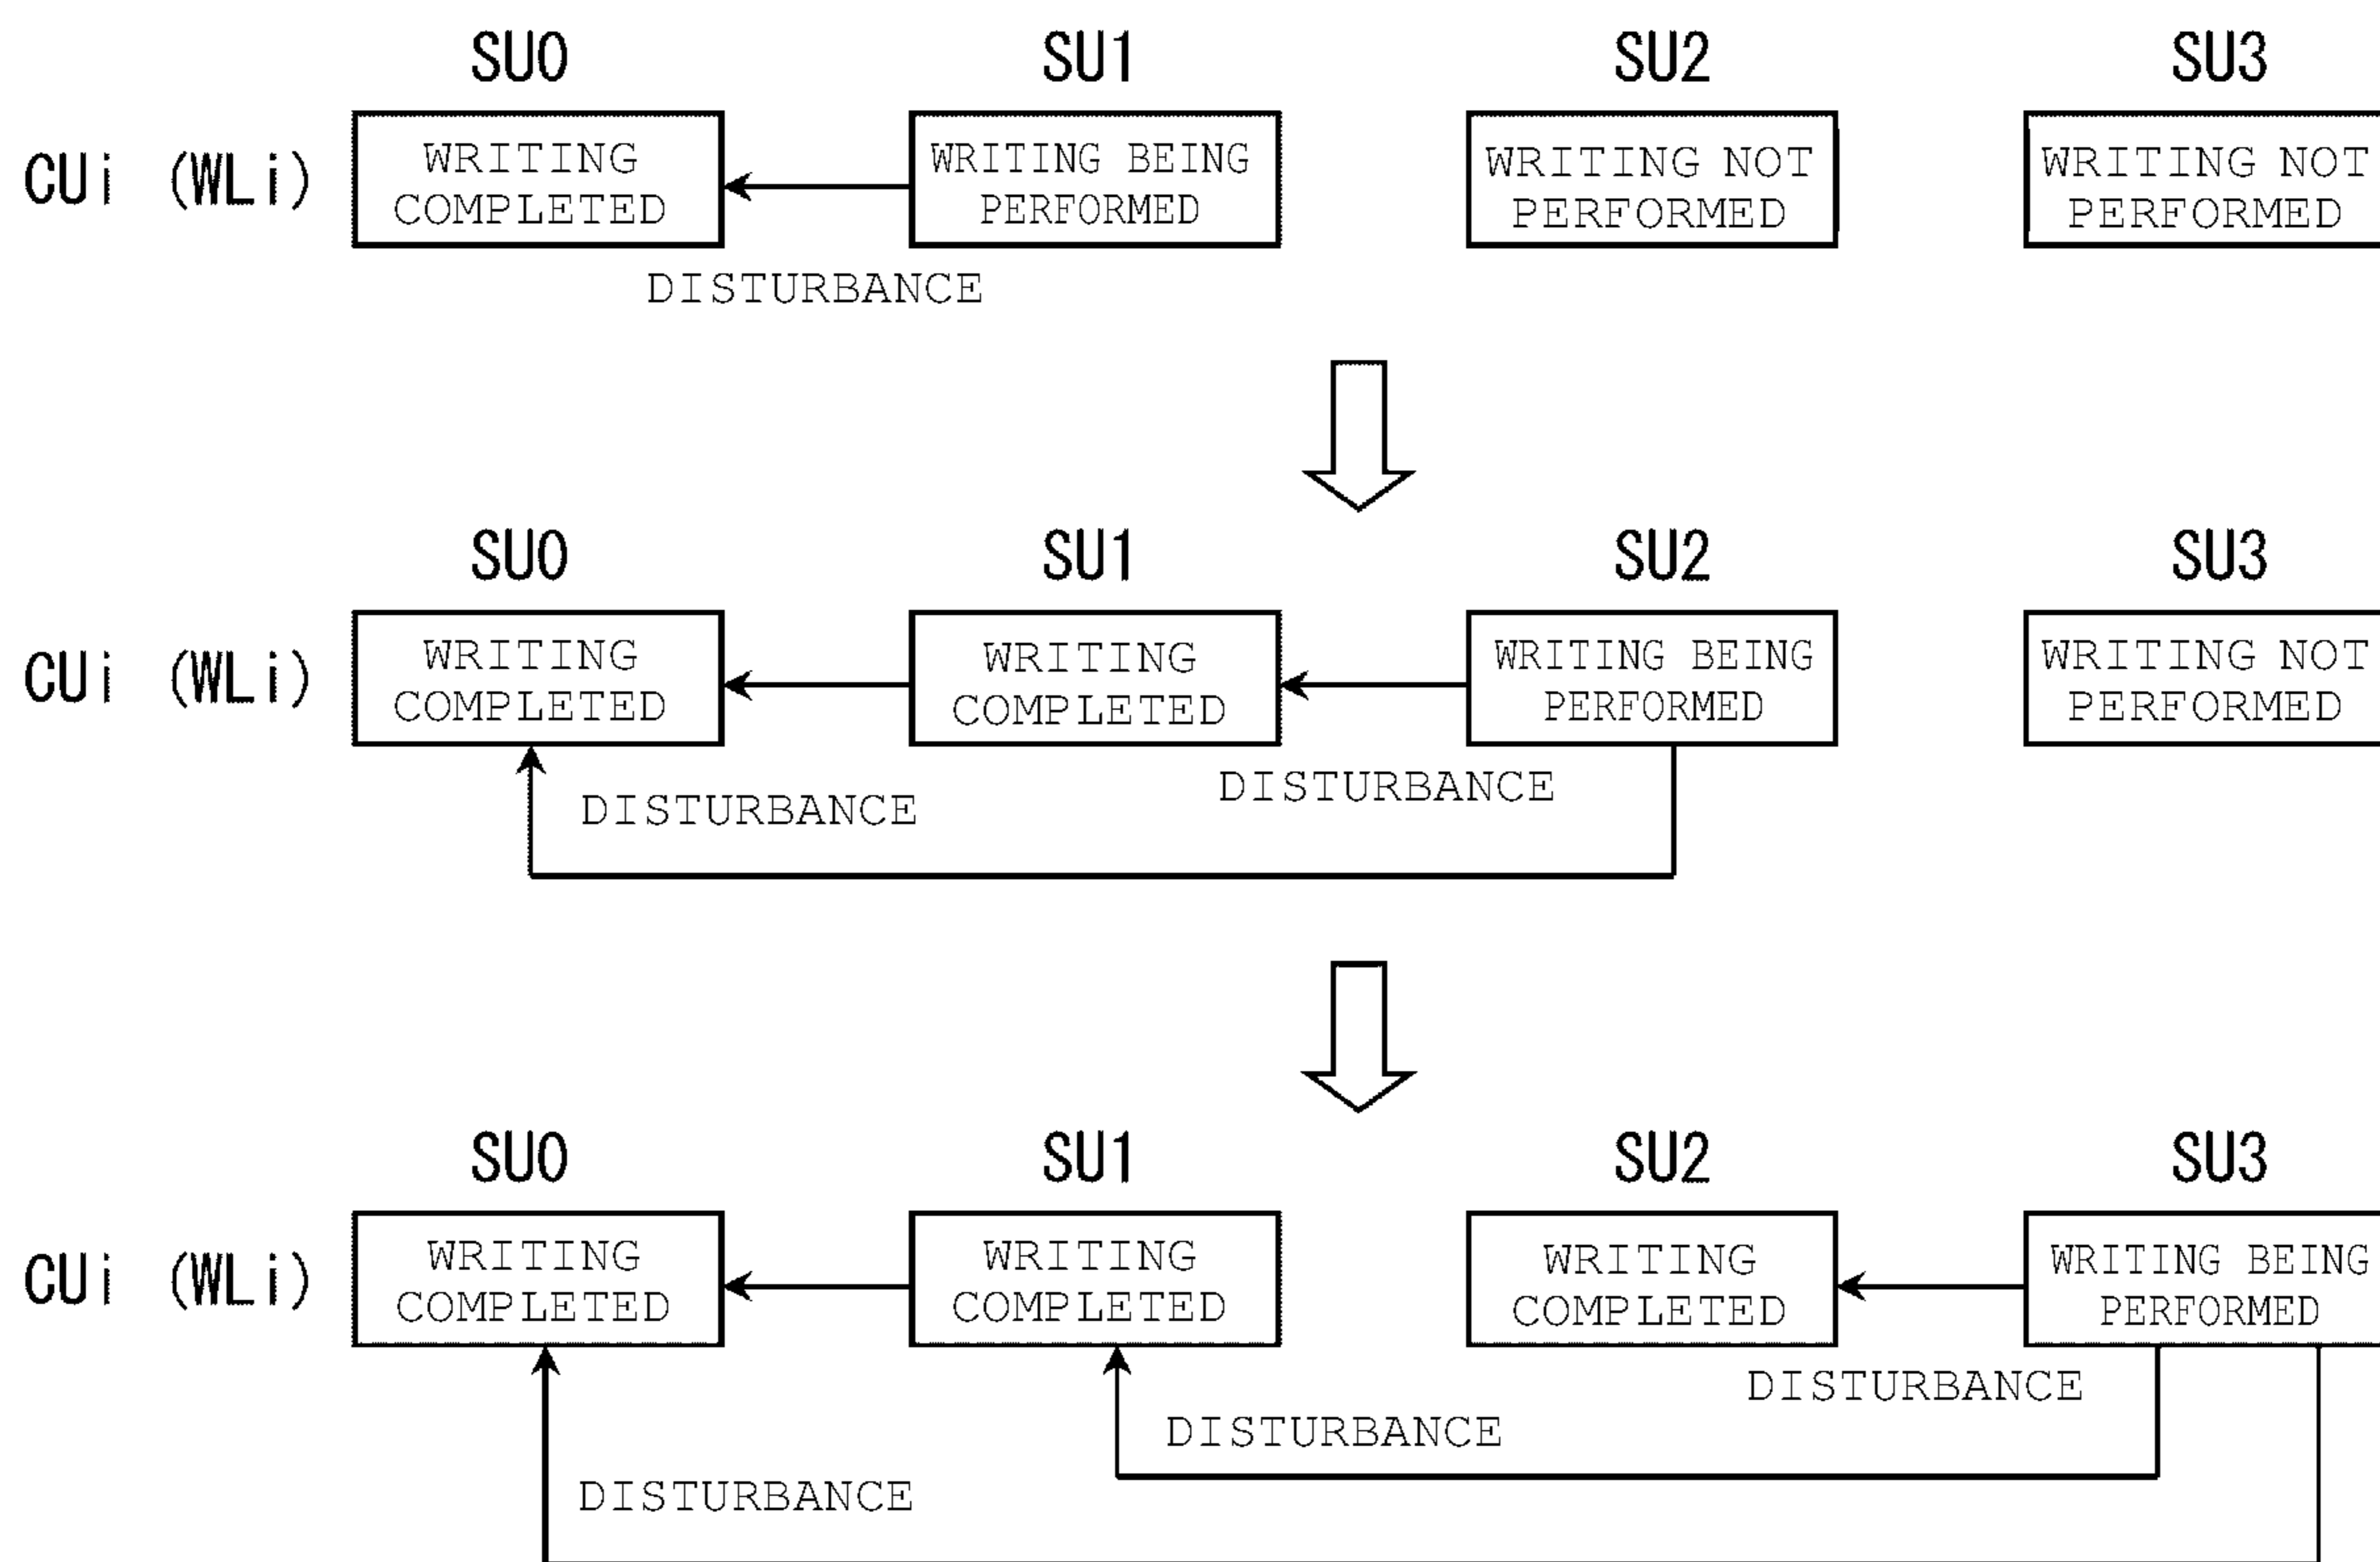 SU0 SU1 SU2 SU3
CUi (WLi)
WRITING COMPLETED
WRITING BEING PERFORMED
WRITING NOT PERFORMED
WRITING NOT PERFORMED
DISTURBANCE
SU0 SU1 SU2 SU3
CUi (WLi)
WRITING COMPLETED
WRITING COMPLETED
WRITING BEING PERFORMED
WRITING NOT PERFORMED
DISTURBANCE
DISTURBANCE
SU0 SU1 SU2 SU3
CUi (WLi)
WRITING COMPLETED
WRITING COMPLETED
WRITING COMPLETED
WRITING BEING PERFORMED
DISTURBANCE
DISTURBANCE
DISTURBANCE